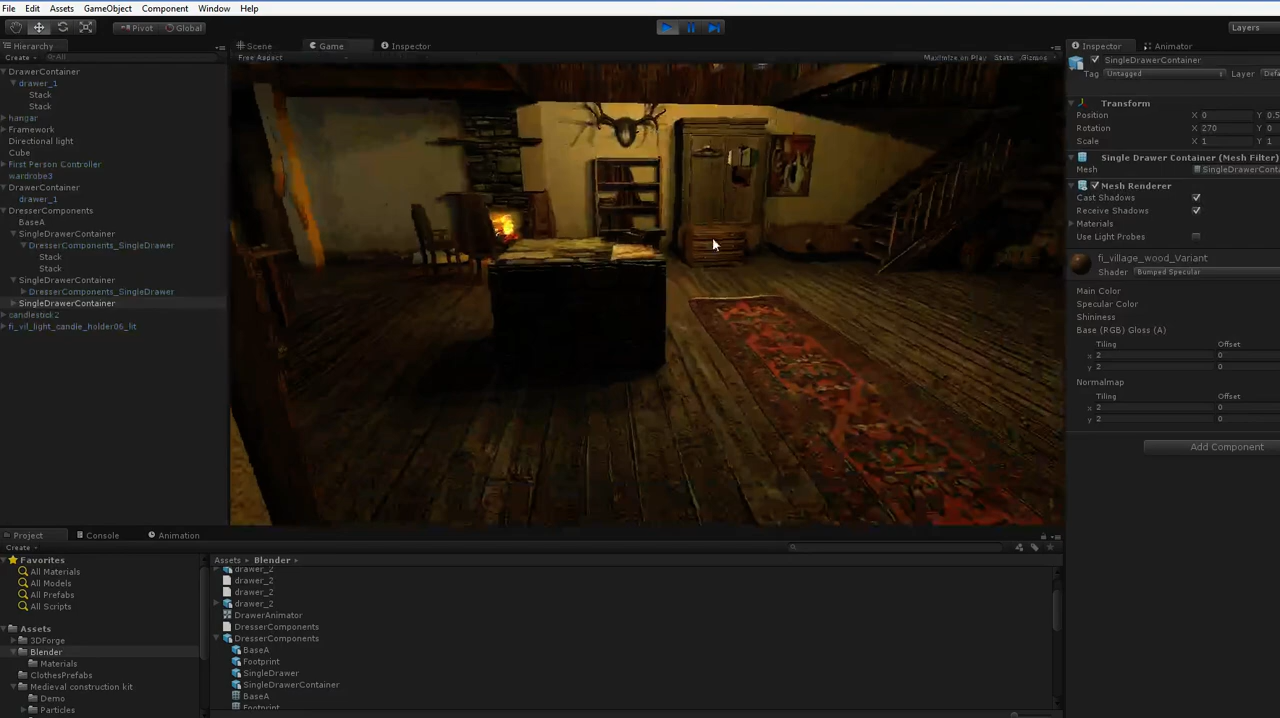 File Edit Assets GameObject Component Window Help
Pivot Global Layers
Hierarchy Scene Game Inspector Inspector Animator
Create All Free Aspect Maximize on Play Stats Gizmos SingleDrawerContainer
Tag Untagged Layer
DrawerContainer
drawer_1
Stack
Stack
hangar
Framework
Directional light
Cube
First Person Controller
wardrobe3
DrawerContainer
drawer_1
DresserComponents
BaseA
SingleDrawerContainer
DresserComponents_SingleDrawer
Stack
Stack
SingleDrawerContainer
DresserComponents_SingleDrawer
SingleDrawerContainer
candlestick2
fi_vil_light_candle_holder06_lit
Transform
Position X 0 Y 0.5
Rotation X 270 Y 0
Scale X 1 Y 1
Single Drawer Container (Mesh Filter)
Mesh SingleDrawerCont
Mesh Renderer
Cast Shadows
Receive Shadows
Materials
Use Light Probes
fi_village_wood_Variant
Shader Bumped Specular
Main Color
Specular Color
Shininess
Base (RGB) Gloss (A)
Tiling Offset
x 2 0
y 2 0
Normalmap
Tiling Offset
x 2 0
y 2 0
Add Component
Project Console Animation
Create
Favorites
All Materials
All Models
All Prefabs
All Scripts
Assets
3DForge
Blender
Materials
ClothesPrefabs
Medieval construction kit
Demo
Particles
Assets Blender
drawer_2
drawer_2
drawer_2
drawer_2
DrawerAnimator
DresserComponents
DresserComponents
BaseA
Footprint
SingleDrawer
SingleDrawerContainer
BaseA
Footprint